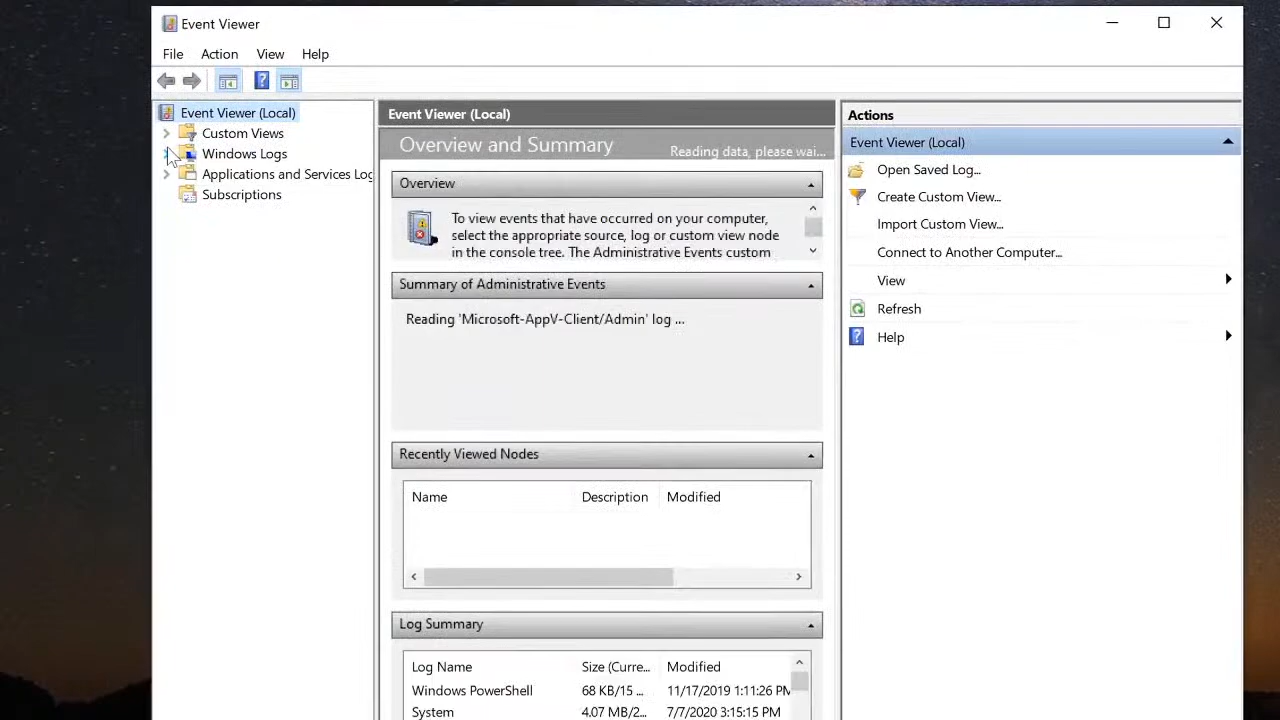 Event Viewer
File Action View Help
Event Viewer (Local)
Custom Views
Windows Logs
Applications and Services Log
Subscriptions
Event Viewer (Local)
Overview and Summary
Reading data, please wai...
Overview
To view events that have occurred on your computer,
select the appropriate source, log or custom view node
in the console tree. The Administrative Events custom
Summary of Administrative Events
Reading 'Microsoft-AppV-Client/Admin' log ...
Recently Viewed Nodes
Name Description Modified
Log Summary
Log Name Size (Curre... Modified
Windows PowerShell 68 KB/15 ... 11/17/2019 1:11:26 PM
System 4.07 MB/2... 7/7/2020 3:15:15 PM
Actions
Event Viewer (Local)
Open Saved Log...
Create Custom View...
Import Custom View...
Connect to Another Computer...
View
Refresh
Help